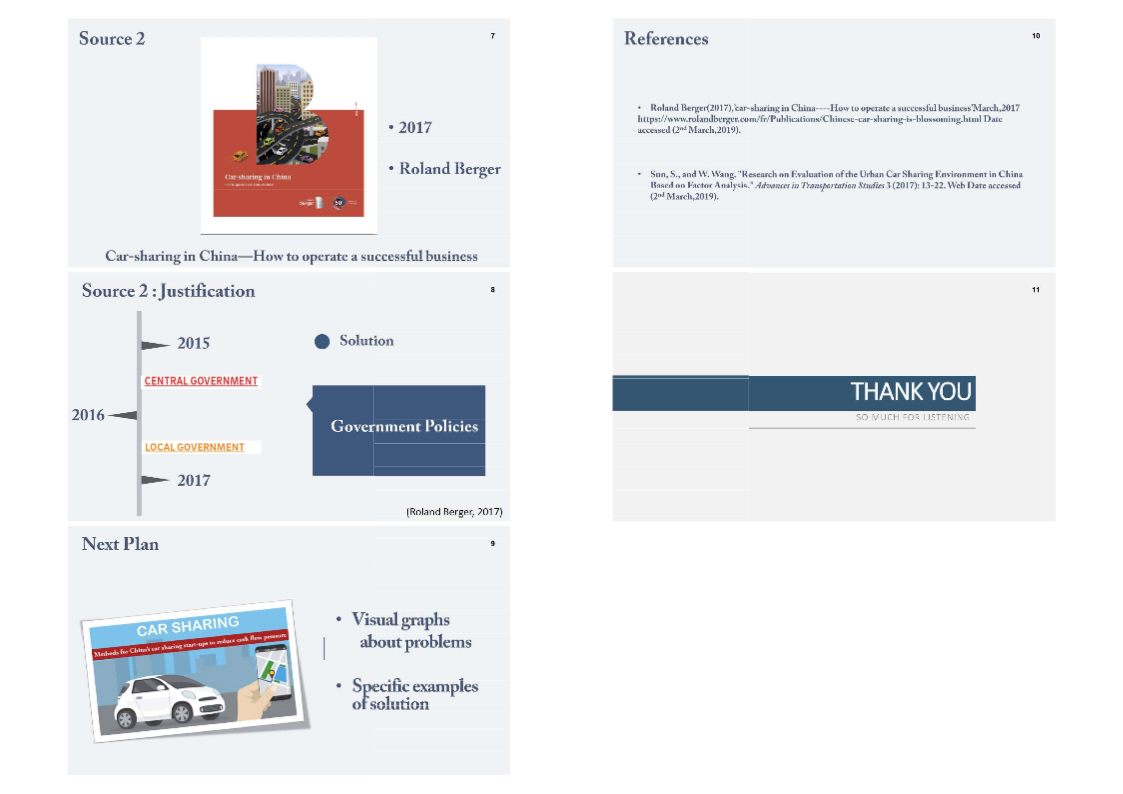 Source 2
7
Car-sharing in China
Berger
• 2017
• Roland Berger
Car-sharing in China—How to operate a successful business
Source 2 : Justification
8
2015
Solution
CENTRAL GOVERNMENT
2016
Government Policies
LOCAL GOVERNMENT
2017
(Roland Berger, 2017)
Next Plan
9
CAR SHARING
Methods for China's car sharing start-ups to reduce cash flow pressure
• Visual graphs
about problems
• Specific examples
of solution
References
10
• Roland Berger(2017),'car-sharing in China----How to operate a successful business'March,2017
https://www.rolandberger.com/fr/Publications/Chinese-car-sharing-is-blossoming.html Date
accessed (2nd March,2019).
• Sun, S., and W. Wang. "Research on Evaluation of the Urban Car Sharing Environment in China
Based on Factor Analysis." Advances in Transportation Studies 3 (2017): 13-22. Web Date accessed
(2nd March,2019).
11
THANK YOU
SO MUCH FOR LISTENING